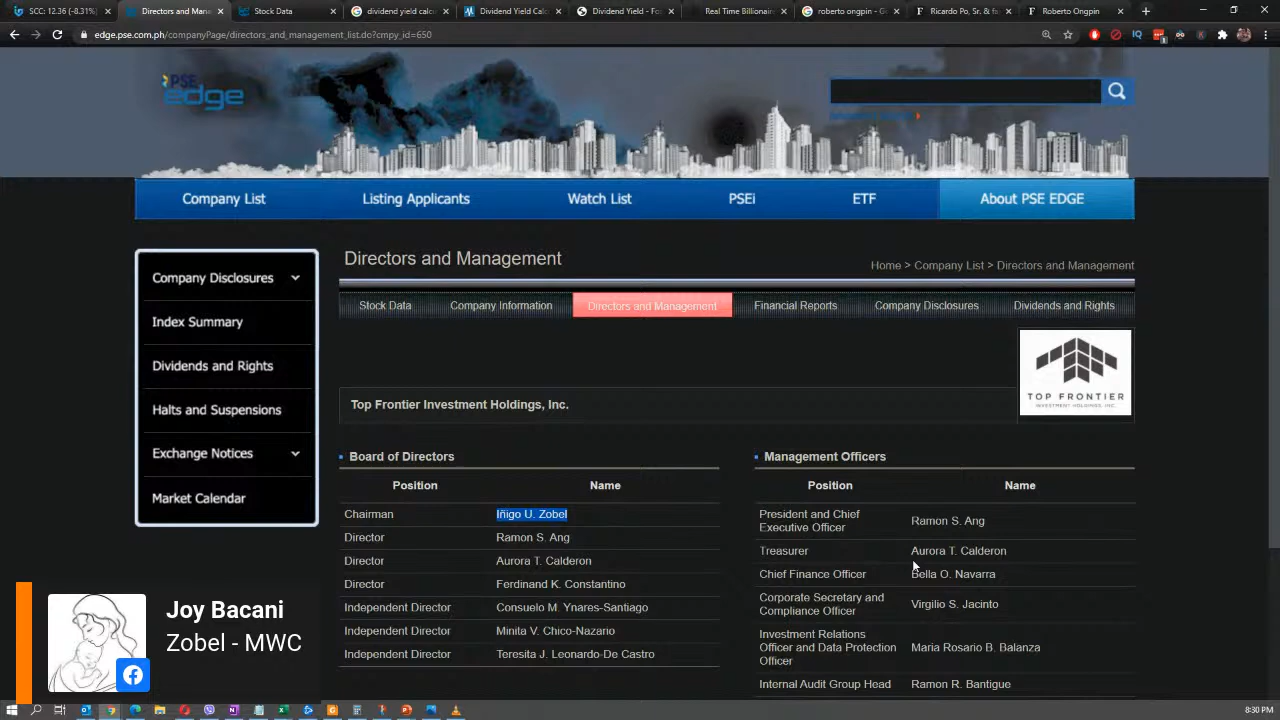 SCC: 12.36 (-8.31%)
Directors and Mana
Stock Data
dividend yield calcu
Dividend Yield Calc
Dividend Yield - Fo
Real Time Billionair
roberto ongpin - G
Ricardo Po, Sr. & fa
Roberto Ongpin
edge.pse.com.ph/companyPage/directors_and_management_list.do?cmpy_id=650
PSE
edge
Company List
Listing Applicants
Watch List
PSEi
ETF
About PSE EDGE
Company Disclosures
Index Summary
Dividends and Rights
Halts and Suspensions
Exchange Notices
Market Calendar
Directors and Management
Home > Company List > Directors and Management
Stock Data
Company Information
Directors and Management
Financial Reports
Company Disclosures
Dividends and Rights
TOP FRONTIER
INVESTMENT HOLDINGS, INC.
Top Frontier Investment Holdings, Inc.
Board of Directors
Position Name
Chairman Iñigo U. Zobel
Director Ramon S. Ang
Director Aurora T. Calderon
Director Ferdinand K. Constantino
Independent Director Consuelo M. Ynares-Santiago
Independent Director Minita V. Chico-Nazario
Independent Director Teresita J. Leonardo-De Castro
Management Officers
Position Name
President and Chief
Executive Officer
Ramon S. Ang
Treasurer Aurora T. Calderon
Chief Finance Officer Bella O. Navarra
Corporate Secretary and
Compliance Officer
Virgilio S. Jacinto
Investment Relations
Officer and Data Protection
Officer
Maria Rosario B. Balanza
Internal Audit Group Head Ramon R. Bantigue
Joy Bacani
Zobel - MWC
8:30 PM